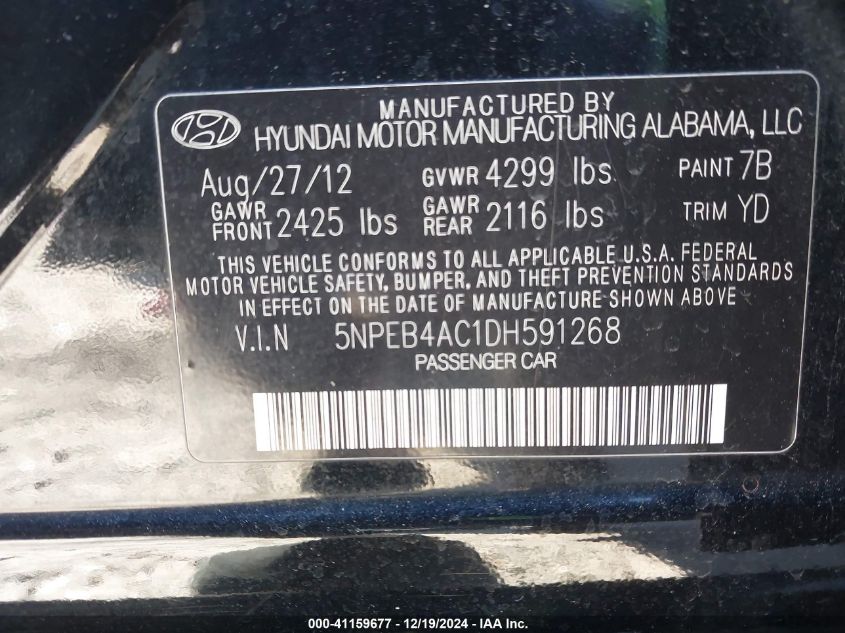 MANUFACTURED BY
HYUNDAI MOTOR MANUFACTURING ALABAMA, LLC
Aug/27/12 GVWR 4299 lbs PAINT 7B
GAWR FRONT 2425 lbs GAWR REAR 2116 lbs TRIM YD
THIS VEHICLE CONFORMS TO ALL APPLICABLE U.S.A. FEDERAL
MOTOR VEHICLE SAFETY, BUMPER, AND THEFT PREVENTION STANDARDS
IN EFFECT ON THE DATE OF MANUFACTURE SHOWN ABOVE
V.I.N 5NPEB4AC1DH591268
PASSENGER CAR
000-41159677 - 12/19/2024 - IAA Inc.